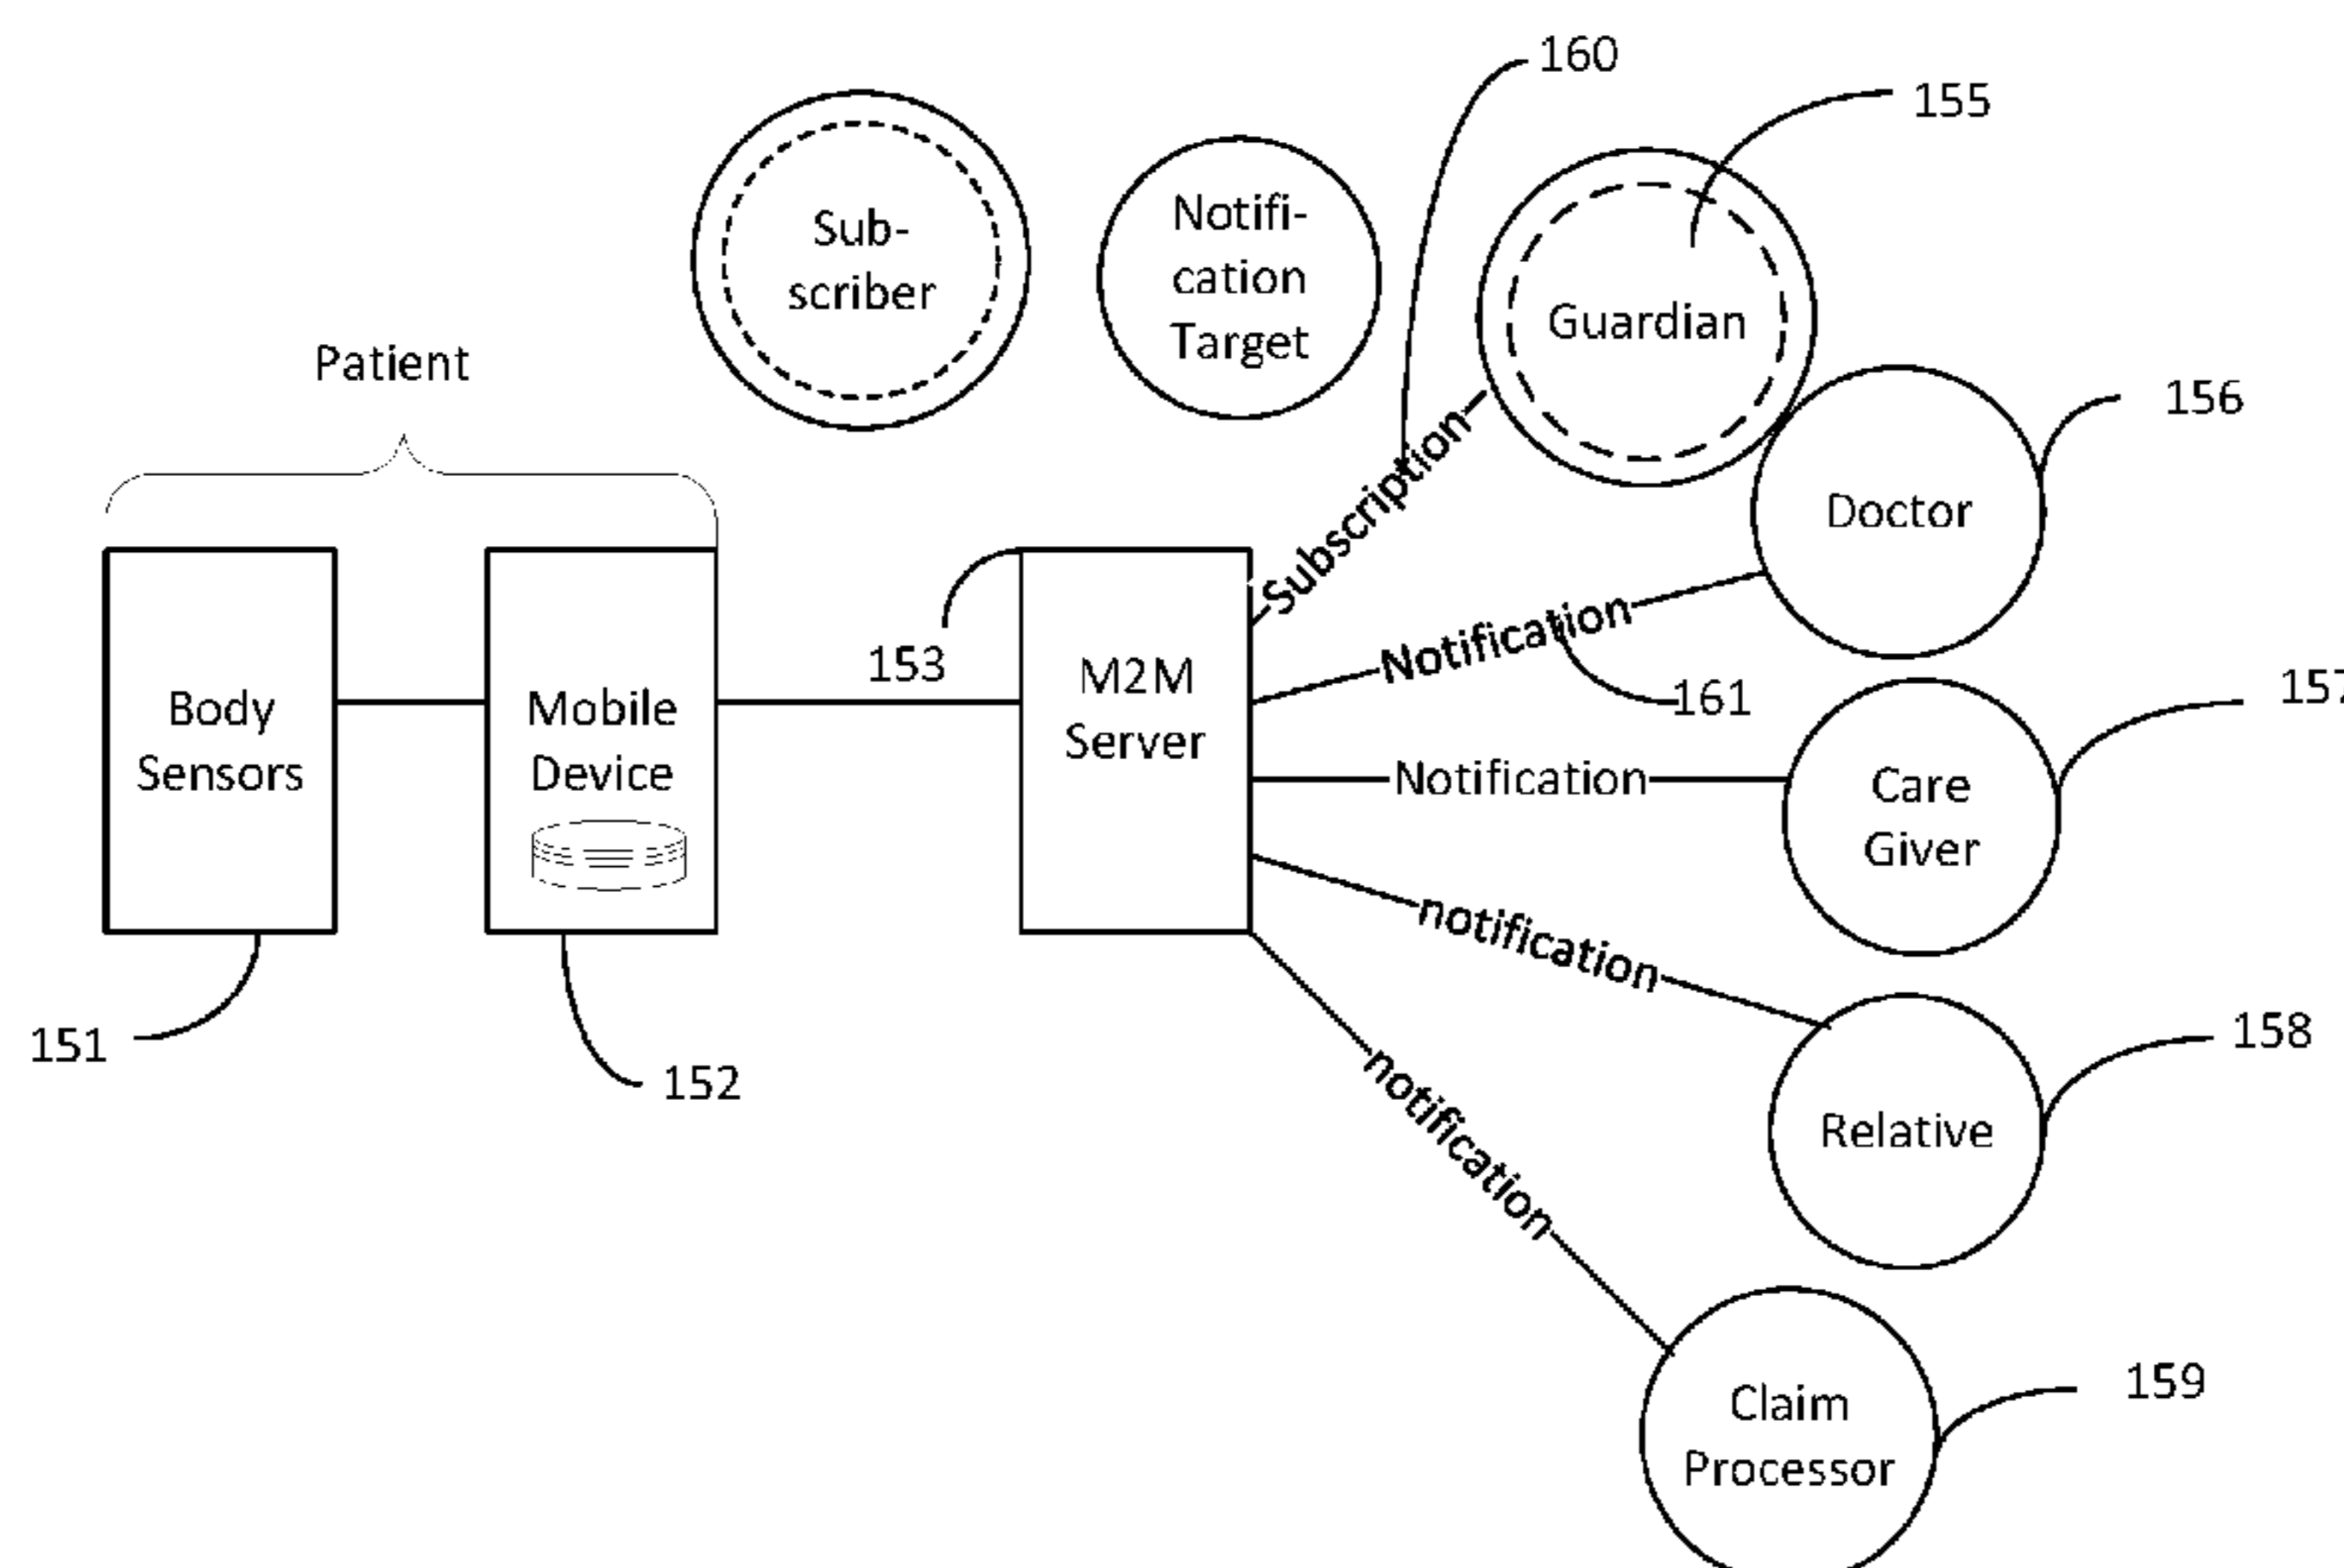 160
155
Sub-
scriber
Notifi-
cation
Target
Guardian
Patient
156
Doctor
Subscription
Notification
161
153
M2M
Server
Body
Sensors
Mobile
Device
157
Notification
Care
Giver
notification
151
152
158
Relative
notification
159
Claim
Processor